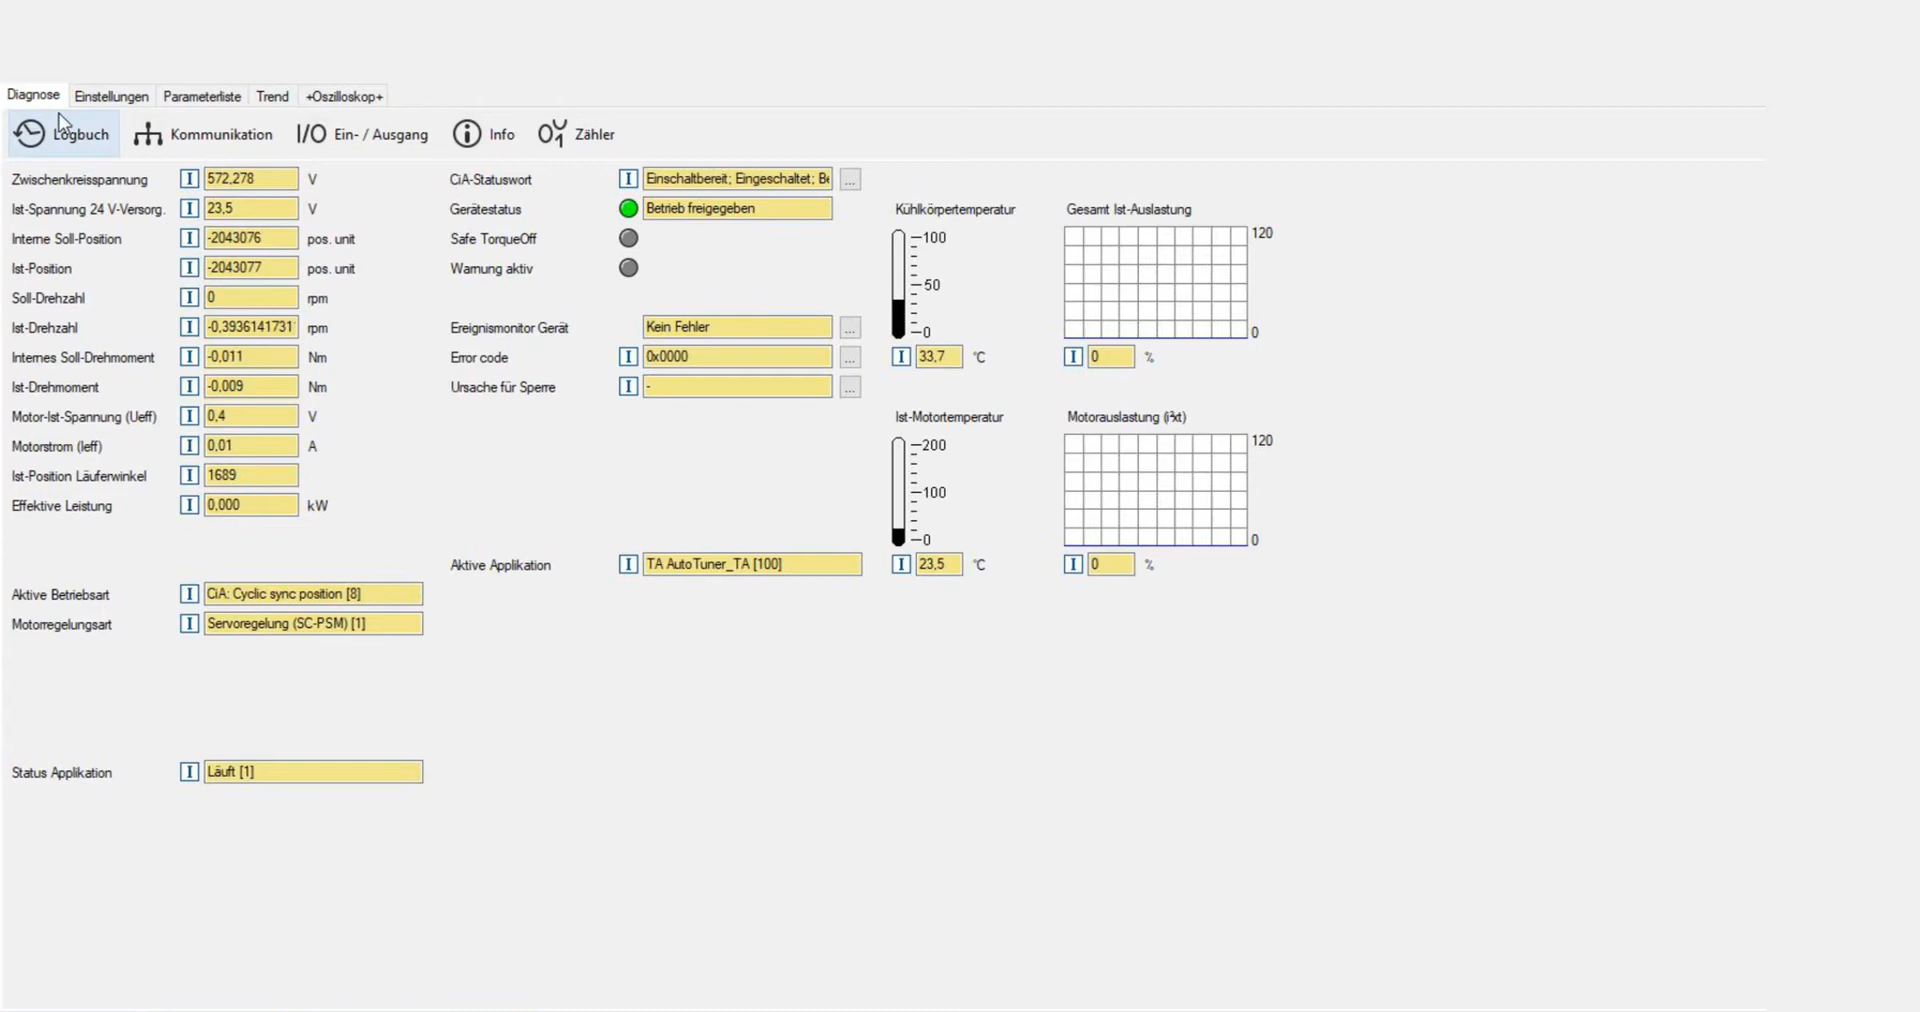 Diagnose Einstellungen Parameterliste Trend +Oszilloskop+
Logbuch Kommunikation I/O Ein- / Ausgang Info Zähler
Zwischenkreisspannung I 572,278 V
Ist-Spannung 24 V-Versorg. I 23,5 V
Interne Soll-Position I -2043076 pos. unit
Ist-Position I -2043077 pos. unit
Soll-Drehzahl I 0 rpm
Ist-Drehzahl I -0,3936141731 rpm
Internes Soll-Drehmoment I -0,011 Nm
Ist-Drehmoment I -0,009 Nm
Motor-Ist-Spannung (Ueff) I 0,4 V
Motorstrom (Ieff) I 0,01 A
Ist-Position Läuferwinkel I 1689
Effektive Leistung I 0,000 kW
Aktive Betriebsart I CiA: Cyclic sync position [8]
Motorregelungsart I Servoregelung (SC-PSM) [1]
Status Applikation I Läuft [1]
CiA-Statuswort I Einschaltbereit; Eingeschaltet; Be ...
Gerätestatus Betrieb freigegeben
Safe TorqueOff
Warnung aktiv
Ereignismonitor Gerät Kein Fehler ...
Error code I 0x0000 ...
Ursache für Sperre I - ...
Aktive Applikation I TA AutoTuner_TA [100]
Kühlkörpertemperatur
100
50
0
I 33,7 °C
Ist-Motortemperatur
200
100
0
I 23,5 °C
Gesamt Ist-Auslastung
120
0
I 0 %
Motorauslastung (i²xt)
120
0
I 0 %